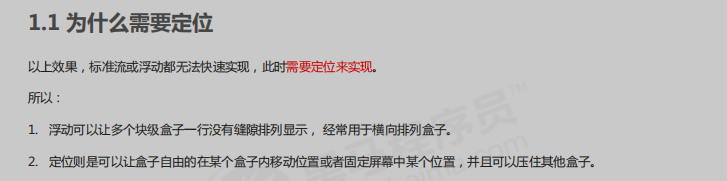 1.1 为什么需要定位
以上效果，标准流或浮动都无法快速实现，此时需要定位来实现。
所以：
1. 浮动可以让多个块级盒子一行没有缝隙排列显示， 经常用于横向排列盒子。
2. 定位则是可以让盒子自由的在某个盒子内移动位置或者固定屏幕中某个位置，并且可以压住其他盒子。